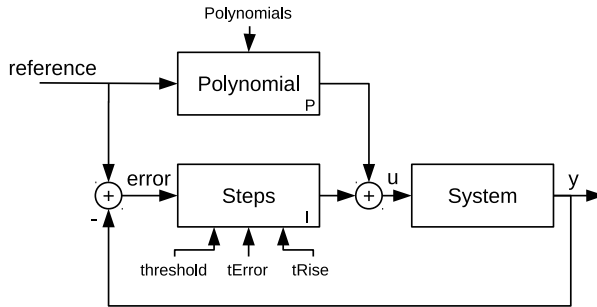 Polynomials
reference
Polynomial
P
+
error
Steps
I
+
u
System
y
-
threshold
tError
tRise